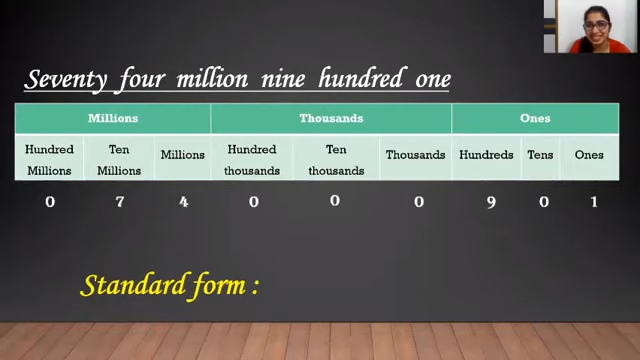 Seventy four million nine hundred one
Millions Thousands Ones
Hundred Millions Ten Millions Millions Hundred thousands Ten thousands Thousands Hundreds Tens Ones
0 7 4 0 0 0 9 0 1
Standard form :